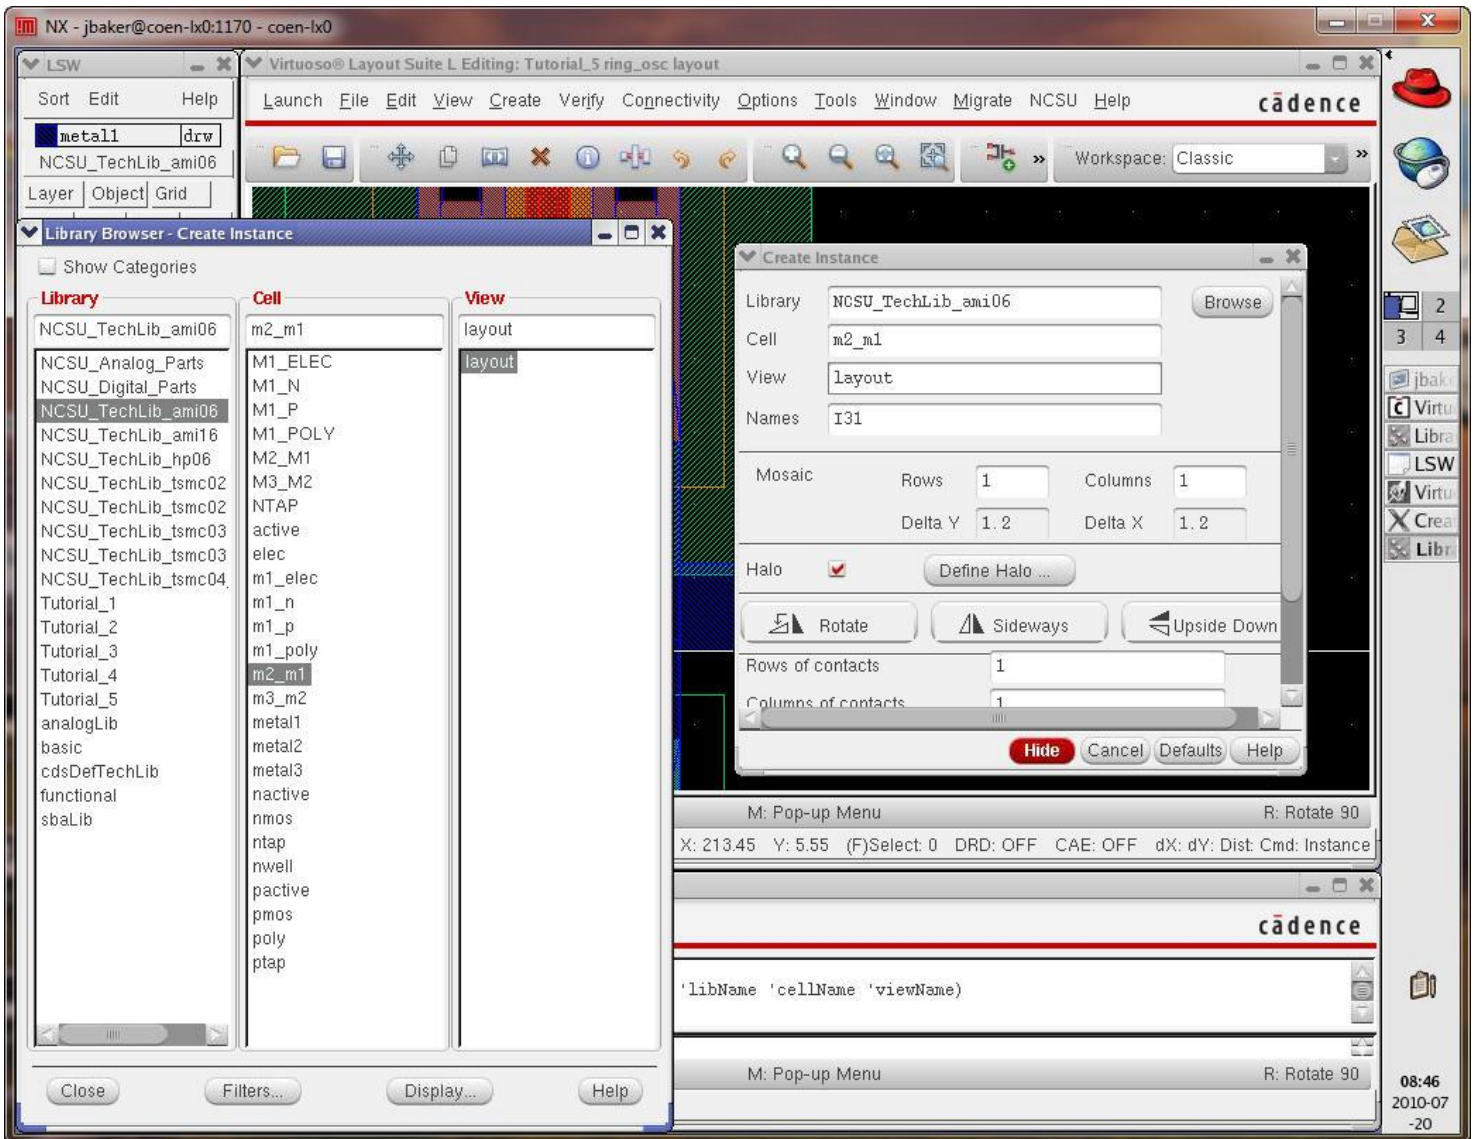 NX - jbaker@coen-lx0:1170 - coen-lx0
LSW
Sort Edit Help
metal1 drw
NCSU_TechLib_ami06
Layer Object Grid
Virtuoso® Layout Suite L Editing: Tutorial_5 ring_osc layout
Launch File Edit View Create Verify Connectivity Options Tools Window Migrate NCSU Help cādence
» Workspace: Classic »
Library Browser - Create Instance
Show Categories
Library
NCSU_TechLib_ami06
NCSU_Analog_Parts
NCSU_Digital_Parts
NCSU_TechLib_ami06
NCSU_TechLib_ami16
NCSU_TechLib_hp06
NCSU_TechLib_tsmc02
NCSU_TechLib_tsmc02
NCSU_TechLib_tsmc03
NCSU_TechLib_tsmc03
NCSU_TechLib_tsmc04_
Tutorial_1
Tutorial_2
Tutorial_3
Tutorial_4
Tutorial_5
analogLib
basic
cdsDefTechLib
functional
sbaLib
Cell
m2_m1
M1_ELEC
M1_N
M1_P
M1_POLY
M2_M1
M3_M2
NTAP
active
elec
m1_elec
m1_n
m1_p
m1_poly
m2_m1
m3_m2
metal1
metal2
metal3
nactive
nmos
ntap
nwell
pactive
pmos
poly
ptap
View
layout
layout
Close Filters... Display... Help
Create Instance
Library NCSU_TechLib_ami06 Browse
Cell m2_m1
View layout
Names I31
Mosaic Rows 1 Columns 1
Delta Y 1.2 Delta X 1.2
Halo Define Halo ...
Rotate Sideways Upside Down
Rows of contacts 1
Columns of contacts 1
Hide Cancel Defaults Help
M: Pop-up Menu R: Rotate 90
X: 213.45 Y: 5.55 (F)Select: 0 DRD: OFF CAE: OFF dX: dY: Dist: Cmd: Instance
cādence
'libName 'cellName 'viewName)
M: Pop-up Menu R: Rotate 90
2
3 4
jbake
Virtu
Libra
LSW
Virtu
Crea
Libr
08:46
2010-07
-20